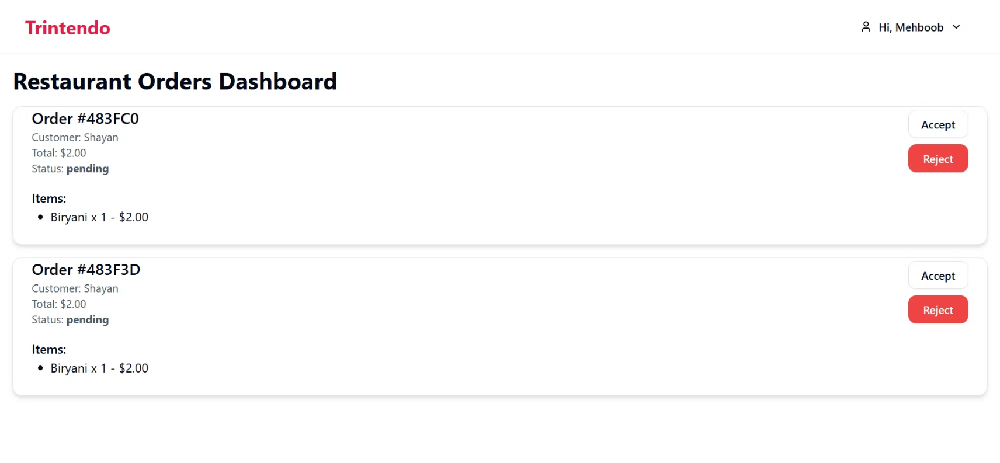 Trintendo
Hi, Mehboob
Restaurant Orders Dashboard
Order #483FC0
Accept
Customer: Shayan
Total: $2.00
Reject
Status: pending
Items:
• Biryani x 1 - $2.00
Order #483F3D
Accept
Customer: Shayan
Total: $2.00
Reject
Status: pending
Items:
• Biryani x 1 - $2.00